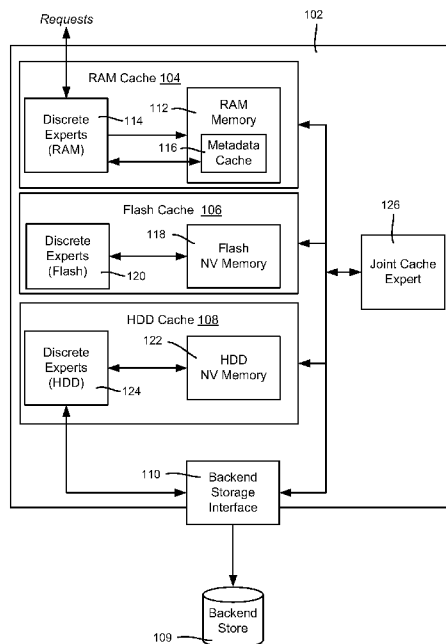 Requests
102
RAM Cache 104
Discrete
Experts
(RAM)
114
112
RAM
Memory
116
Metadata
Cache
Flash Cache 106
Discrete
Experts
(Flash)
120
118
Flash
NV Memory
126
Joint Cache
Expert
HDD Cache 108
Discrete
Experts
(HDD)
124
122
HDD
NV Memory
110
Backend
Storage
Interface
Backend
Store
109